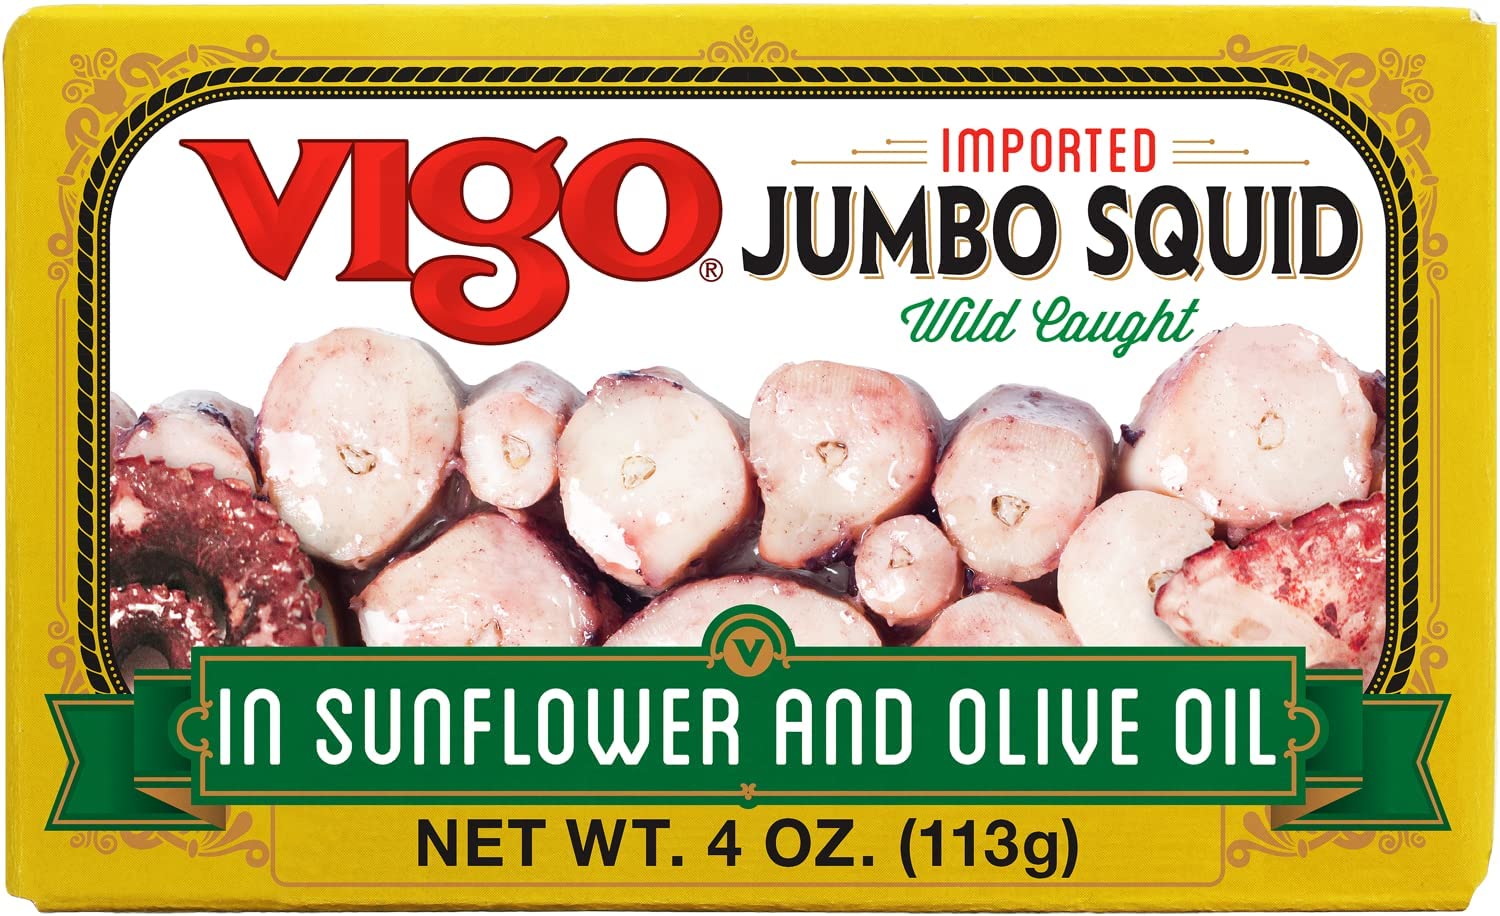 vigo®
IMPORTED
JUMBO SQUID
Wild Caught
V
IN SUNFLOWER AND OLIVE OIL
NET WT. 4 OZ. (113g)